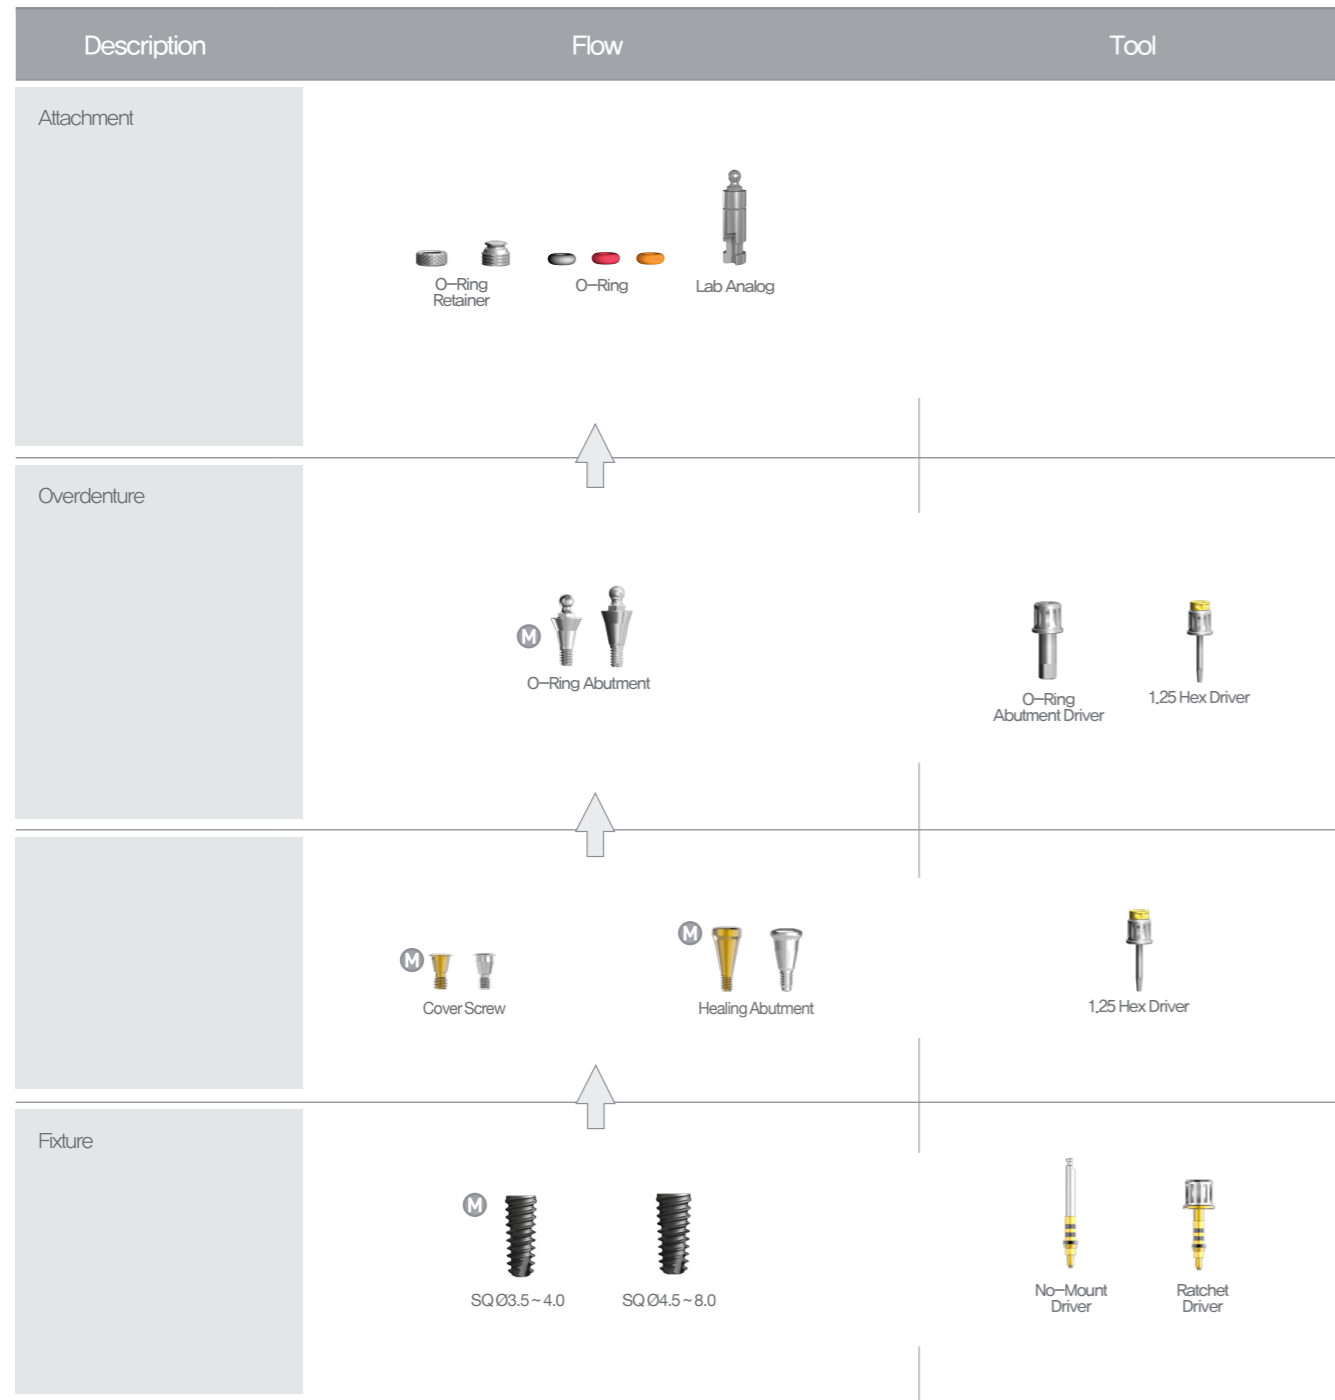 Description Flow Tool
Attachment
O-Ring
Retainer
O-Ring
Lab Analog
Overdenture
M
O-Ring Abutment
O-Ring
Abutment Driver
1.25 Hex Driver
M
Cover Screw
M
Healing Abutment
1.25 Hex Driver
Fixture
M
SQ Ø3.5 ~ 4.0
SQ Ø4.5 ~ 8.0
No-Mount
Driver
Ratchet
Driver